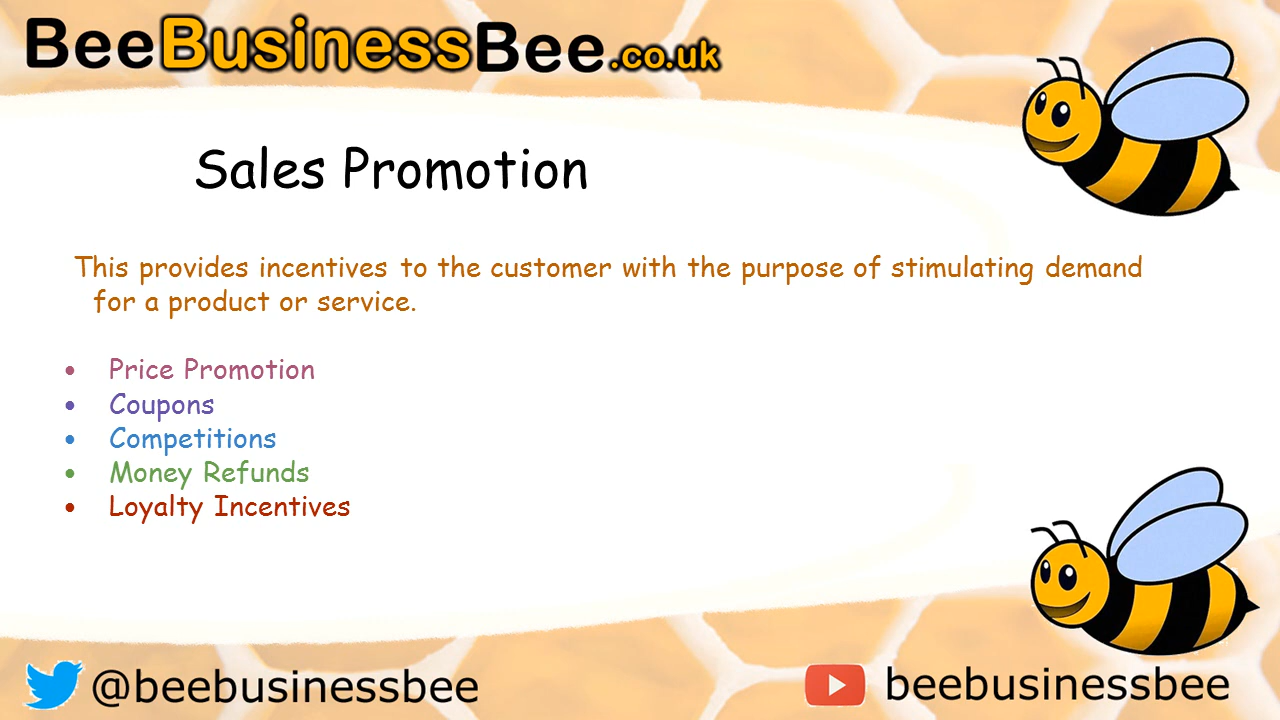 BeeBusinessBee.co.uk
Sales Promotion
This provides incentives to the customer with the purpose of stimulating demand
for a product or service.
• Price Promotion
• Coupons
• Competitions
• Money Refunds
• Loyalty Incentives
@beebusinessbee
beebusinessbee